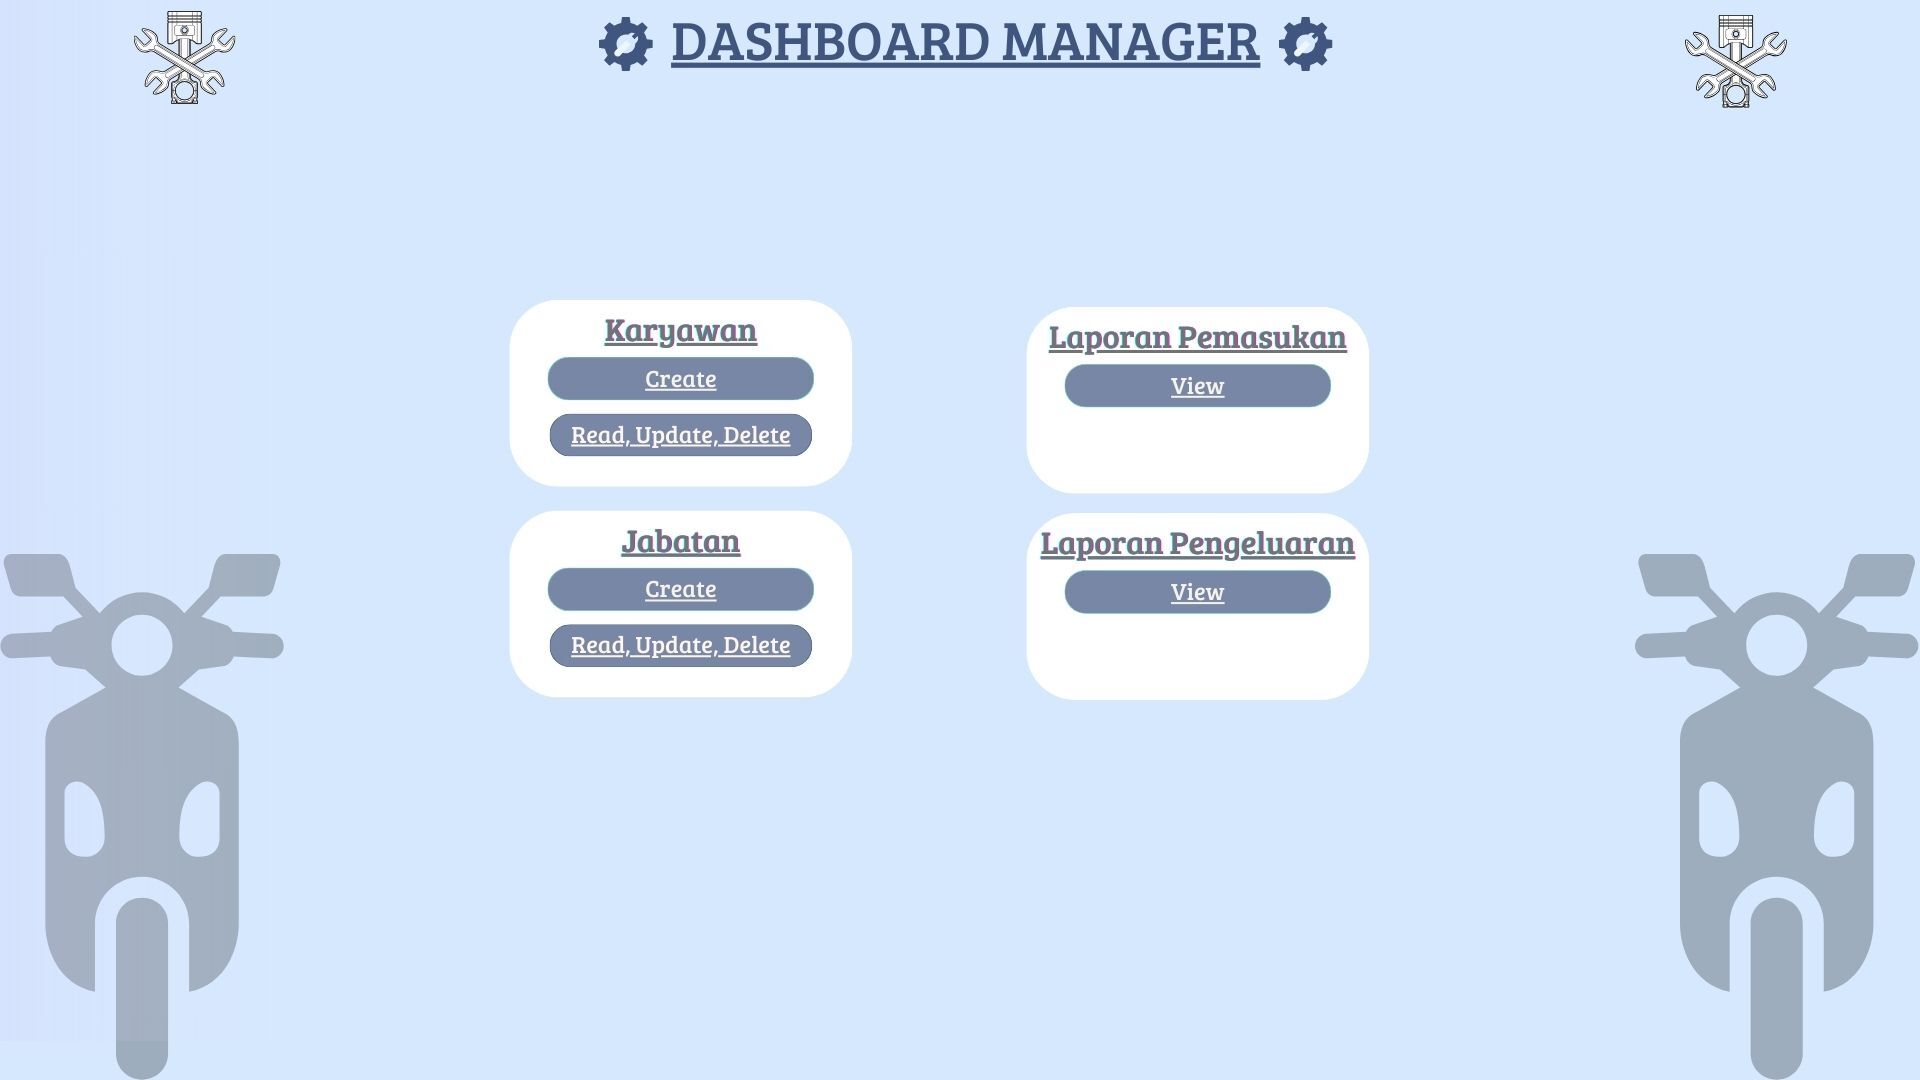 DASHBOARD MANAGER
Karyawan
Create
Read, Update, Delete
Laporan Pemasukan
View
Jabatan
Create
Read, Update, Delete
Laporan Pengeluaran
View